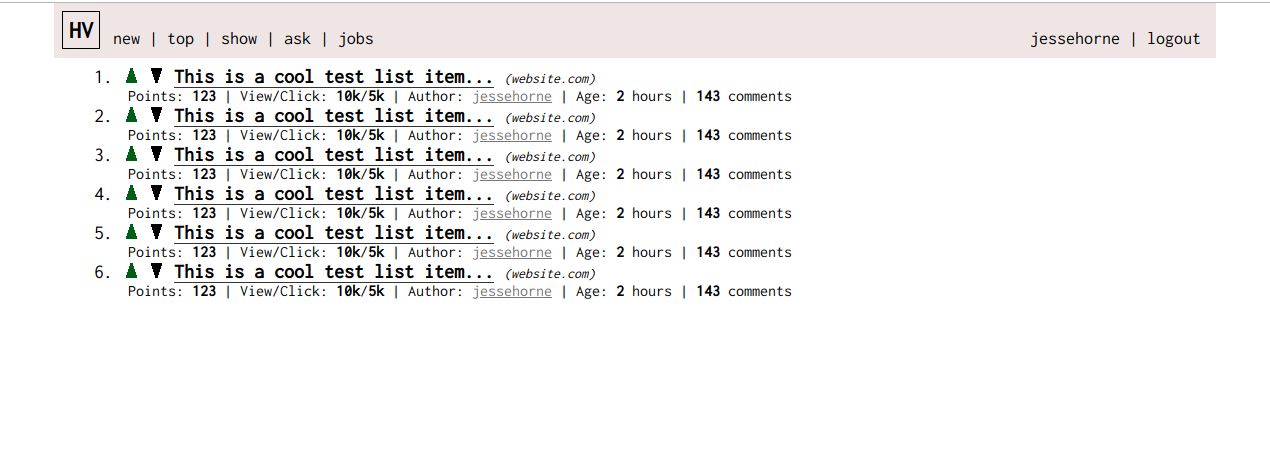 HV new | top | show | ask | jobs jessehorne | logout
1. ▲ ▼ This is a cool test list item... (website.com)
Points: 123 | View/Click: 10k/5k | Author: jessehorne | Age: 2 hours | 143 comments
2. ▲ ▼ This is a cool test list item... (website.com)
Points: 123 | View/Click: 10k/5k | Author: jessehorne | Age: 2 hours | 143 comments
3. ▲ ▼ This is a cool test list item... (website.com)
Points: 123 | View/Click: 10k/5k | Author: jessehorne | Age: 2 hours | 143 comments
4. ▲ ▼ This is a cool test list item... (website.com)
Points: 123 | View/Click: 10k/5k | Author: jessehorne | Age: 2 hours | 143 comments
5. ▲ ▼ This is a cool test list item... (website.com)
Points: 123 | View/Click: 10k/5k | Author: jessehorne | Age: 2 hours | 143 comments
6. ▲ ▼ This is a cool test list item... (website.com)
Points: 123 | View/Click: 10k/5k | Author: jessehorne | Age: 2 hours | 143 comments